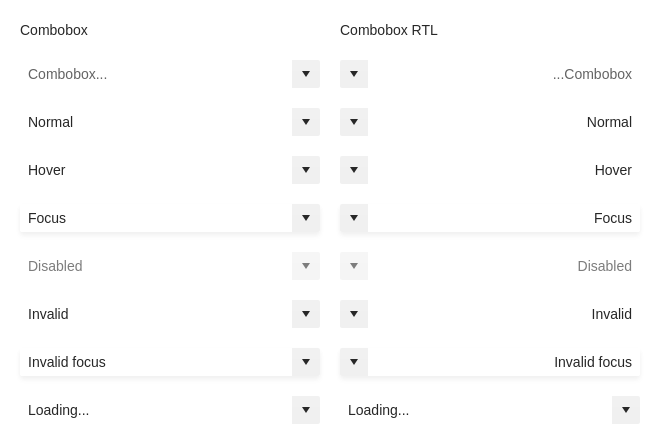 Combobox
Combobox RTL
Combobox...
...Combobox
Normal
Normal
Hover
Hover
Focus
Focus
Disabled
Disabled
Invalid
Invalid
Invalid focus
Invalid focus
Loading...
Loading...